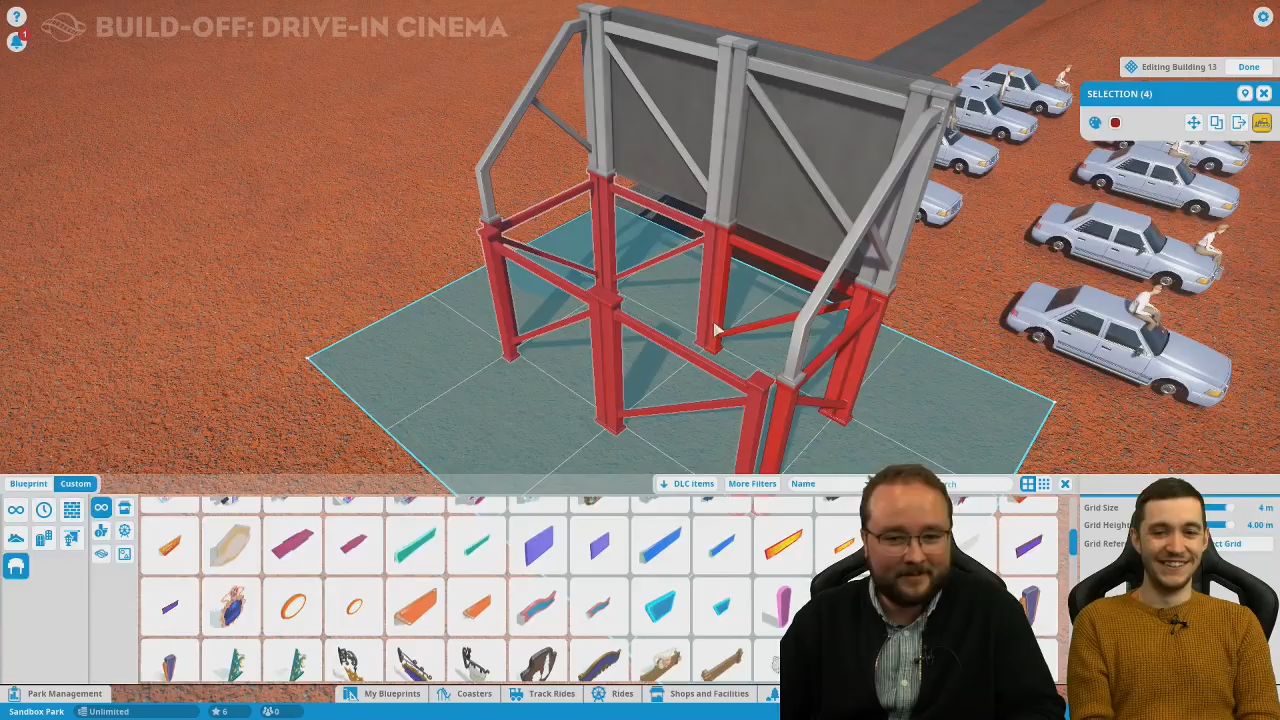 ?
1
BUILD-OFF: DRIVE-IN CINEMA
Editing Building 13
Done
SELECTION (4)
Blueprint
Custom
DLC items
More Filters
Name
Grid Size
4 m
4.00 m
Park Management
My Blueprints
Coasters
Track Rides
Rides
Shops and Facilities
Sandbox Park
Unlimited
6
0